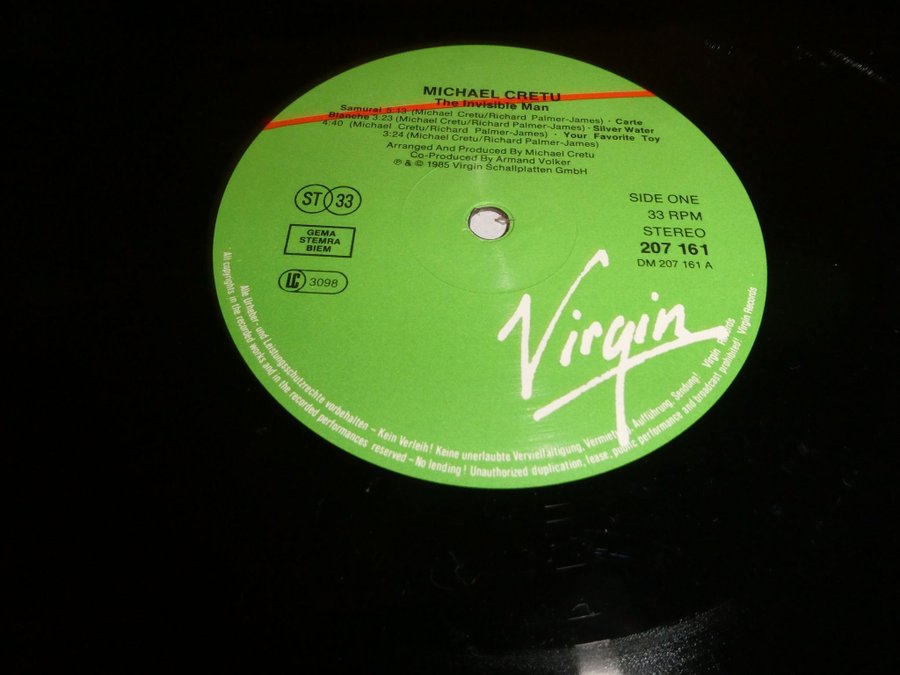 MICHAEL CRETU
The Invisible Man
Samurai 5:13 (Michael Cretu/Richard Palmer-James) · Carte
Blanche 3:23 (Michael Cretu/Richard Palmer-James) · Silver Water
4:40 (Michael Cretu/Richard Palmer-James) · Your Favorite Toy
3:24 (Michael Cretu/Richard Palmer-James)
Arranged And Produced By Michael Cretu
Co-Produced By Armand Volker
℗ & © 1985 Virgin Schallplatten GmbH
ST 33
GEMA
STEMRA
BIEM
LC 3098
SIDE ONE
33 RPM
STEREO
207 161
DM 207 161 A
Virgin
Alle Urheber- und Leistungsschutzrechte vorbehalten – Kein Verleih! Keine unerlaubte Vervielfältigung, Vermietung, Aufführung, Sendung! Virgin Records
All copyrights in the recorded works and in the recorded performances reserved – No lending! Unauthorized duplication, lease, public performance and broadcast prohibited! Virgin Records